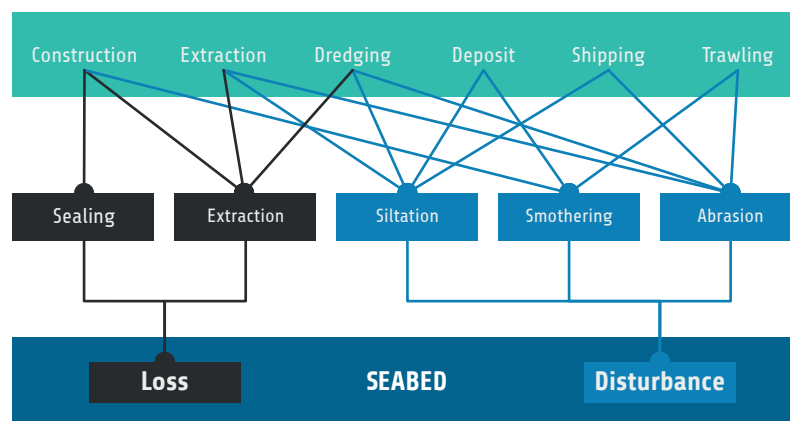 Construction Extraction Dredging Deposit Shipping Trawling
Sealing Extraction Siltation Smothering Abrasion
Loss SEABED Disturbance